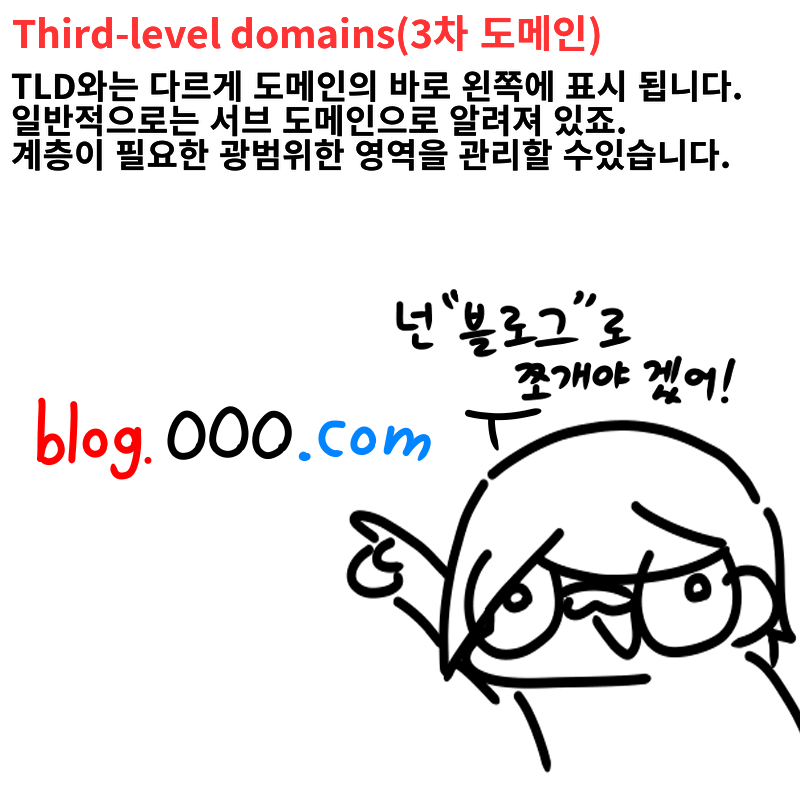 Third-level domains(3차 도메인)
TLD와는 다르게 도메인의 바로 왼쪽에 표시 됩니다.
일반적으로는 서브 도메인으로 알려져 있죠.
계층이 필요한 광범위한 영역을 관리할 수있습니다.
넌 "블로그"로
쪼개야 겠어!
blog.000.com